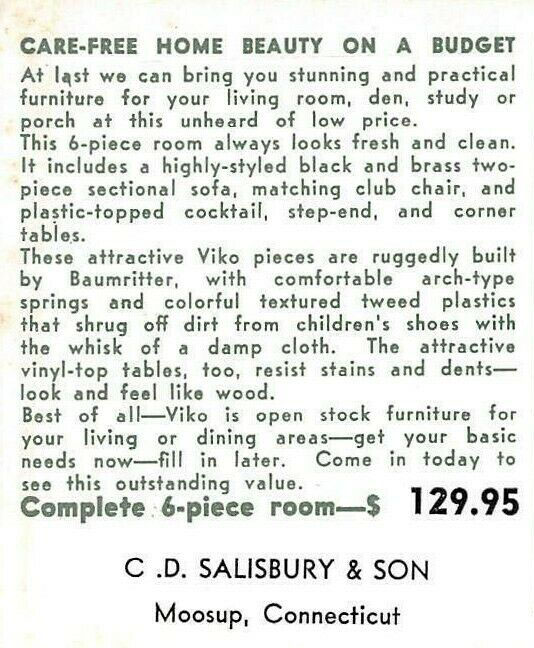 CARE-FREE HOME BEAUTY ON A BUDGET
At last we can bring you stunning and practical
furniture for your living room, den, study or
porch at this unheard of low price.
This 6-piece room always looks fresh and clean.
It includes a highly-styled black and brass two-
piece sectional sofa, matching club chair, and
plastic-topped cocktail, step-end, and corner
tables.
These attractive Viko pieces are ruggedly built
by Baumritter, with comfortable arch-type
springs and colorful textured tweed plastics
that shrug off dirt from children's shoes with
the whisk of a damp cloth. The attractive
vinyl-top tables, too, resist stains and dents—
look and feel like wood.
Best of all—Viko is open stock furniture for
your living or dining areas—get your basic
needs now—fill in later. Come in today to
see this outstanding value.
Complete 6-piece room—$ 129.95
C .D. SALISBURY & SON
Moosup, Connecticut